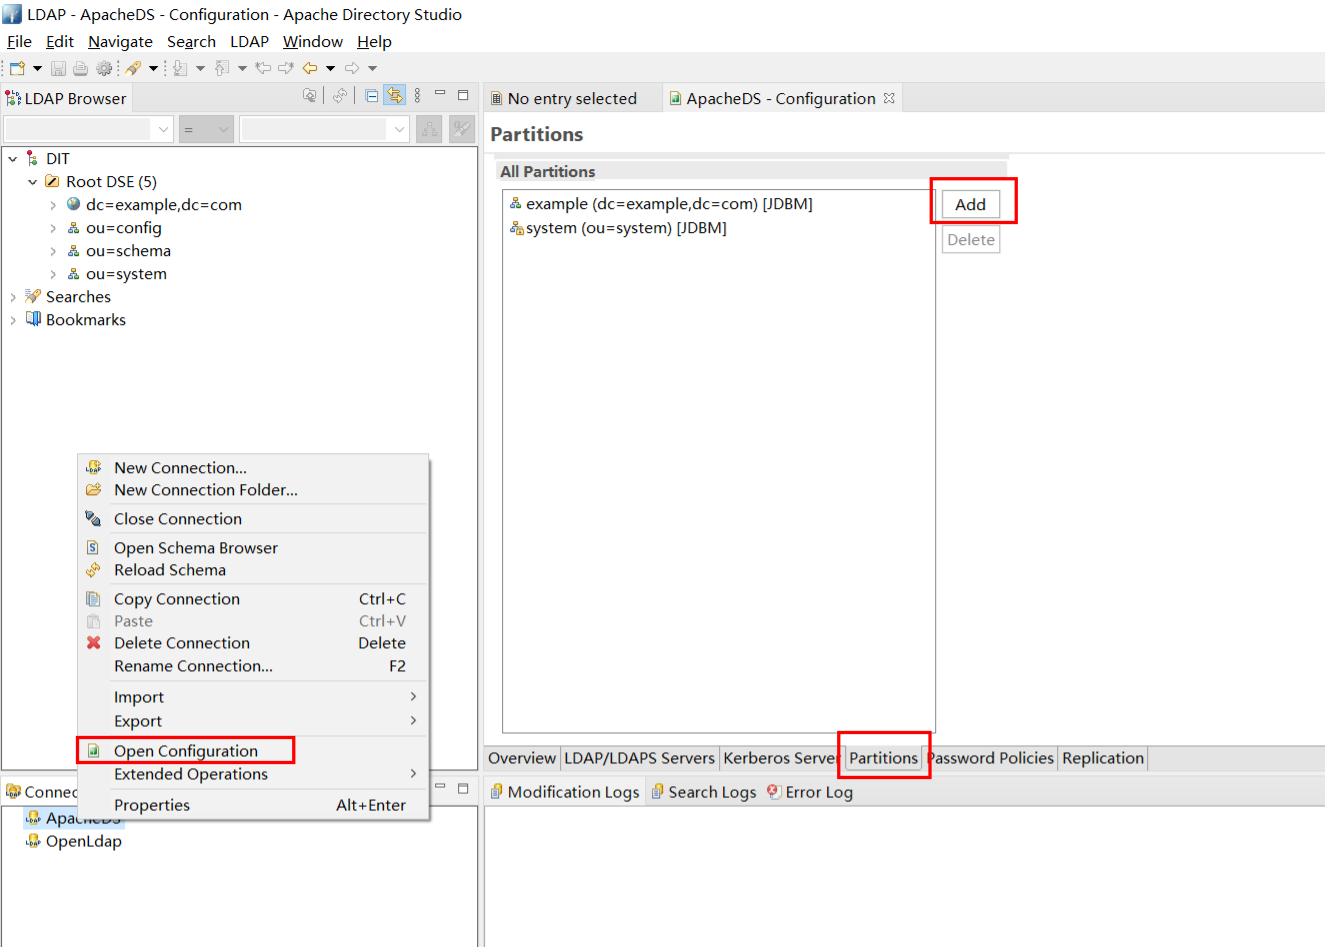 LDAP - ApacheDS - Configuration - Apache Directory Studio
File Edit Navigate Search LDAP Window Help
LDAP Browser
=
DIT
Root DSE (5)
dc=example,dc=com
ou=config
ou=schema
ou=system
Searches
Bookmarks
No entry selected
ApacheDS - Configuration
Partitions
All Partitions
example (dc=example,dc=com) [JDBM]
system (ou=system) [JDBM]
Add
Delete
New Connection...
New Connection Folder...
Close Connection
Open Schema Browser
Reload Schema
Copy Connection Ctrl+C
Paste Ctrl+V
Delete Connection Delete
Rename Connection... F2
Import
Export
Open Configuration
Extended Operations
Properties Alt+Enter
Overview LDAP/LDAPS Servers Kerberos Server Partitions Password Policies Replication
Connec
ApacheDS
OpenLdap
Modification Logs Search Logs Error Log